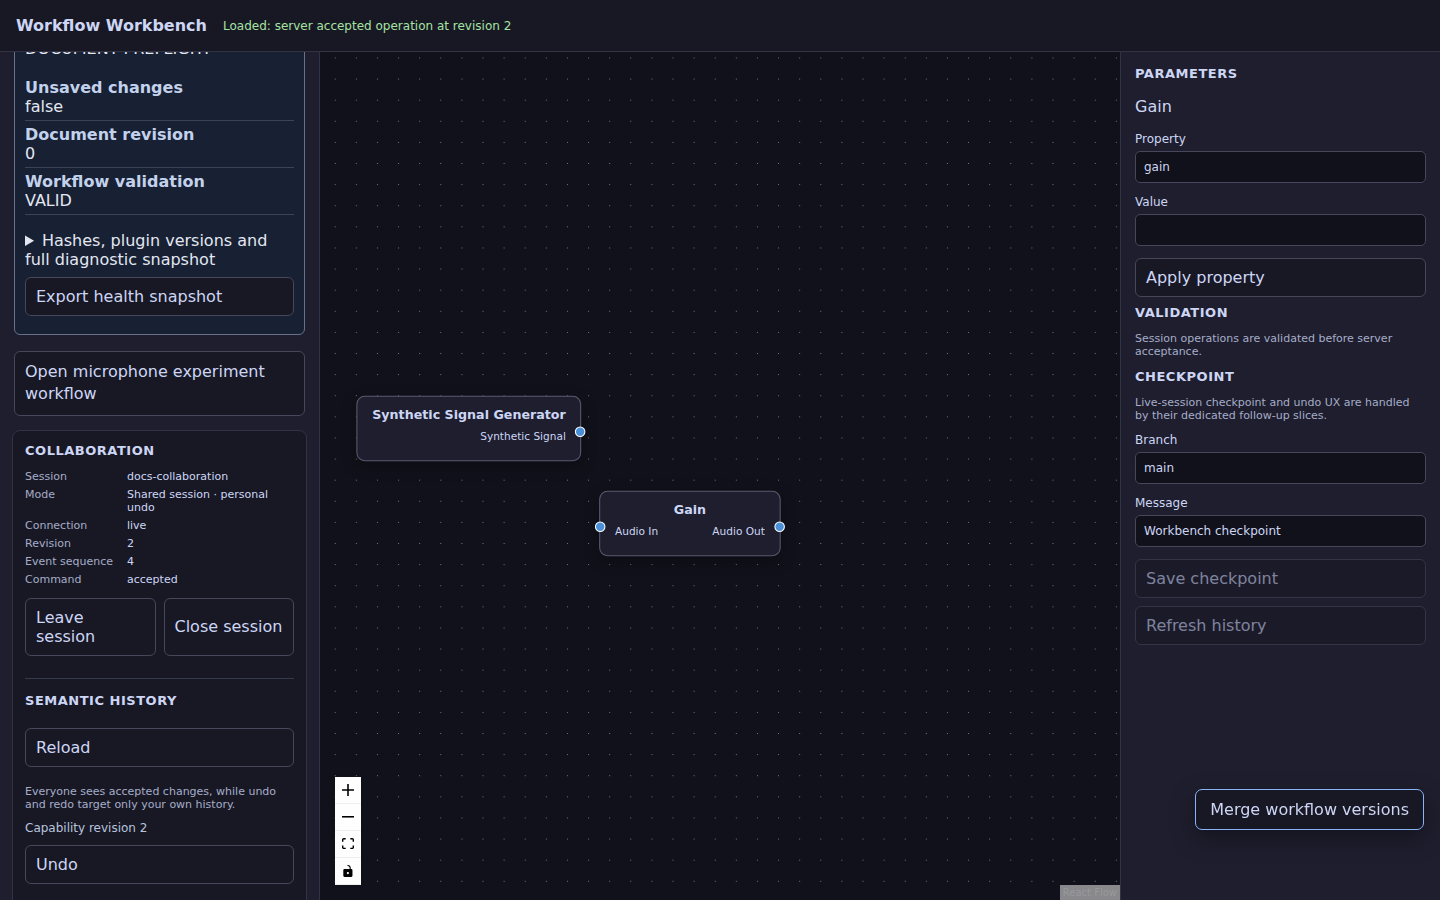 Workflow Workbench
Loaded: server accepted operation at revision 2
DOCUMENT PREFLIGHT
Unsaved changes
false
Document revision
0
Workflow validation
VALID
Hashes, plugin versions and
full diagnostic snapshot
Export health snapshot
Open microphone experiment
workflow
COLLABORATION
Session docs-collaboration
Mode Shared session · personal
undo
Connection live
Revision 2
Event sequence 4
Command accepted
Leave
session
Close session
SEMANTIC HISTORY
Reload
Everyone sees accepted changes, while undo
and redo target only your own history.
Capability revision 2
Undo
Synthetic Signal Generator
Synthetic Signal
Gain
Audio In Audio Out
React Flow
PARAMETERS
Gain
Property
gain
Value
Apply property
VALIDATION
Session operations are validated before server
acceptance.
CHECKPOINT
Live-session checkpoint and undo UX are handled
by their dedicated follow-up slices.
Branch
main
Message
Workbench checkpoint
Save checkpoint
Refresh history
Merge workflow versions